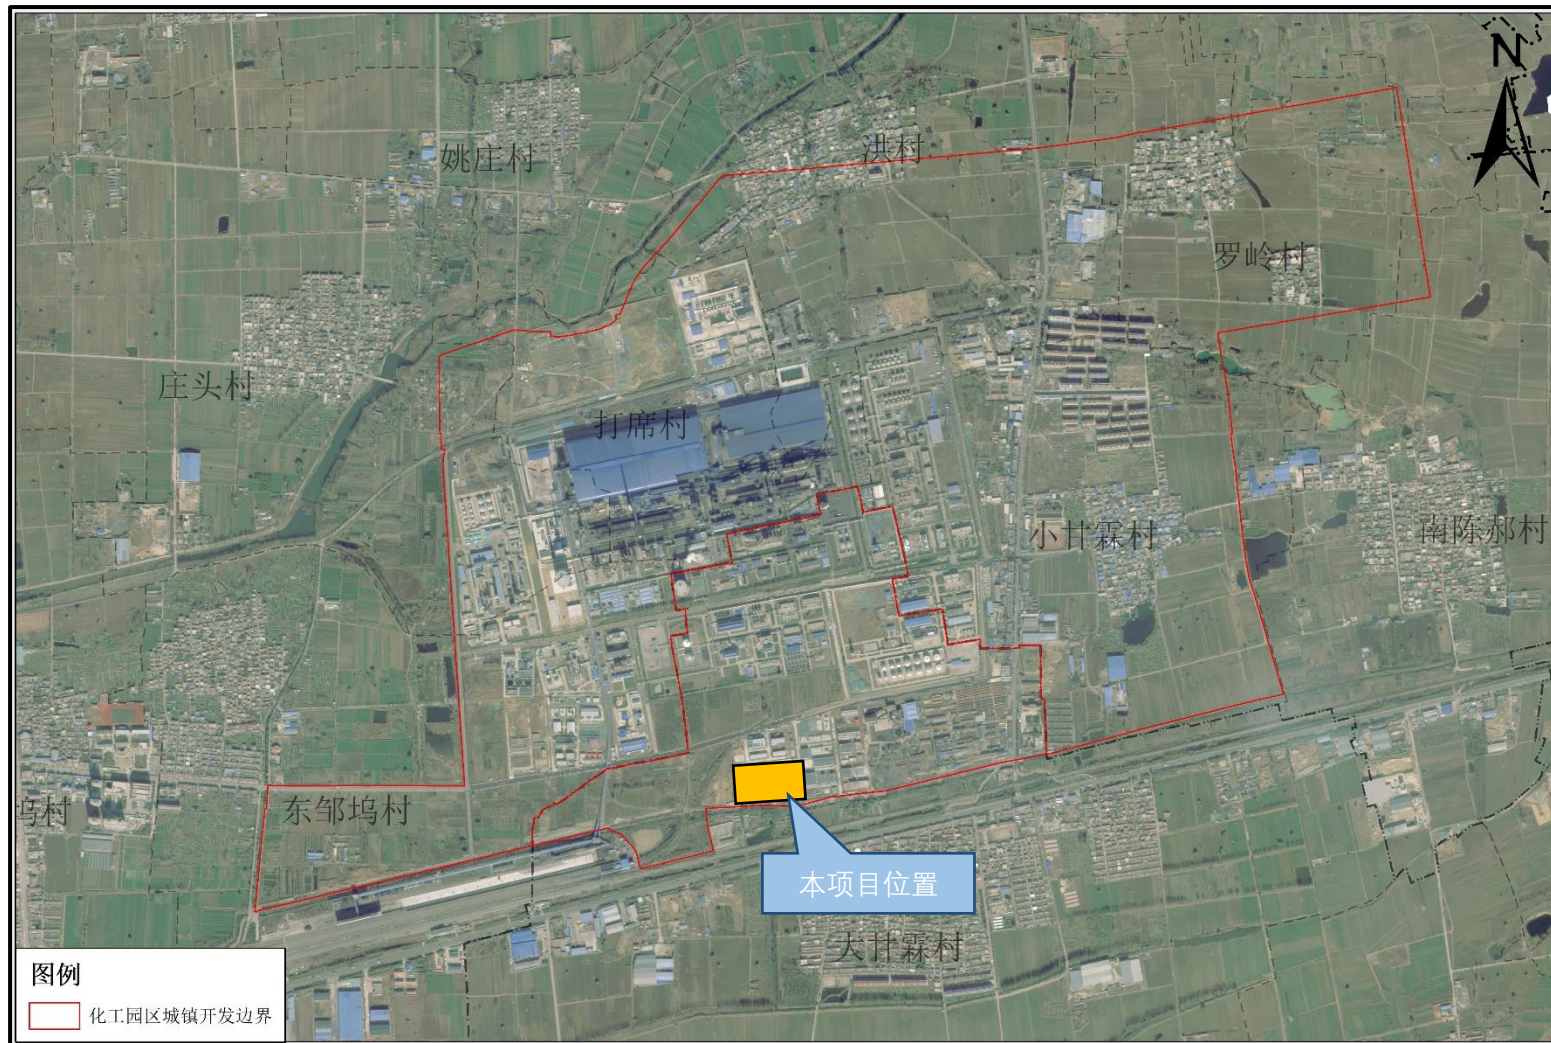 N
洪村
姚庄村
罗岭村
庄头村
打席村
小甘霖村
南陈郝村
坞村
东邹坞村
本项目位置
大甘霖村
图例
化工园区城镇开发边界